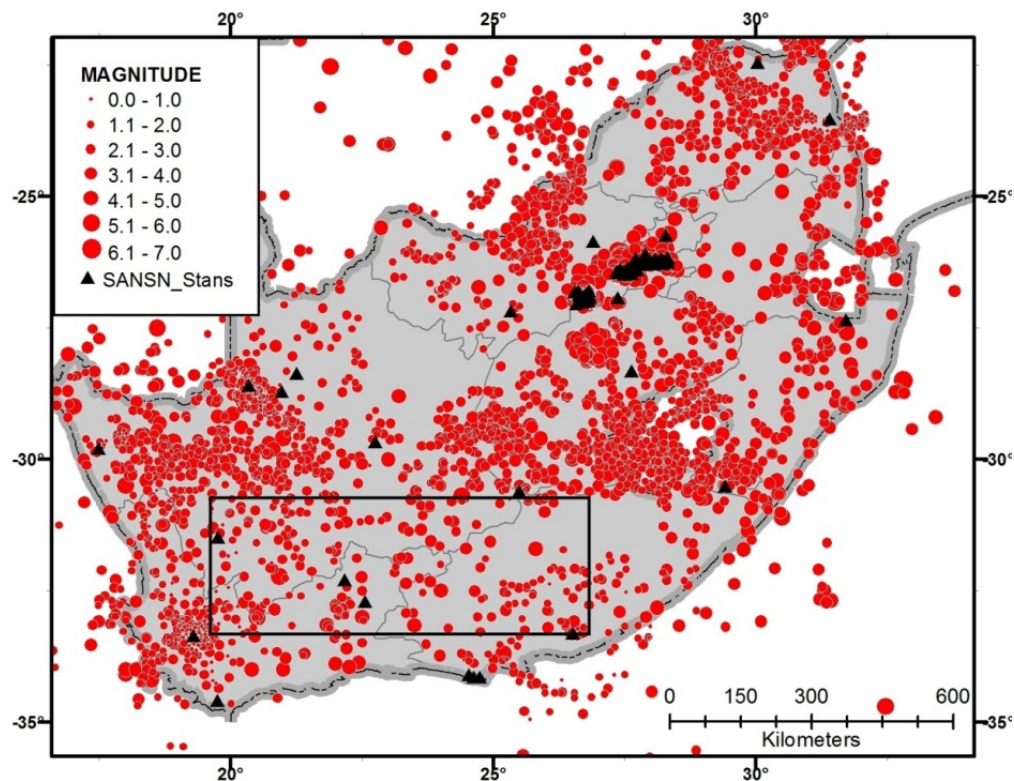 20° 25° 30°
MAGNITUDE
0.0 - 1.0
1.1 - 2.0
2.1 - 3.0
3.1 - 4.0
4.1 - 5.0
5.1 - 6.0
6.1 - 7.0
SANSN_Stans
-25° -25°
-30° -30°
0 150 300 600
Kilometers
-35° -35°
20° 25° 30°